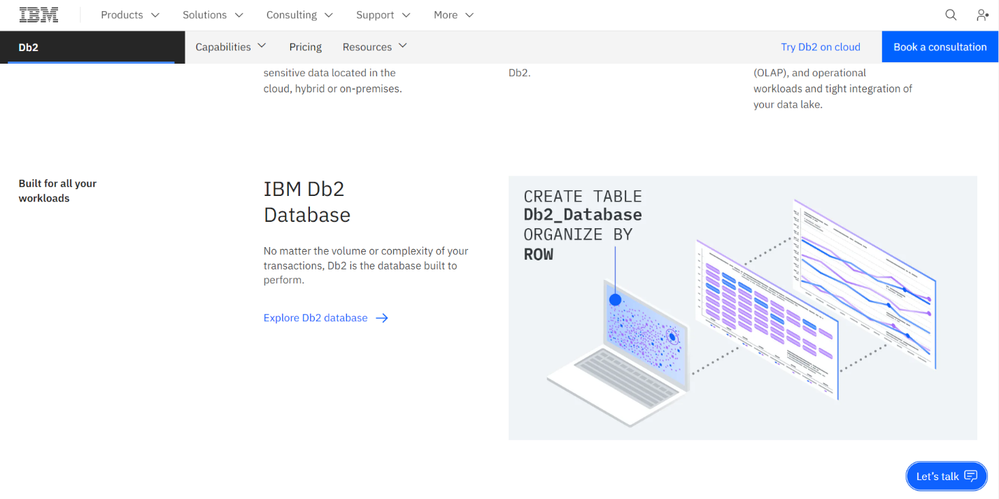 IBM
Products
Solutions
Consulting
Support
More
Db2
Capabilities
Pricing
Resources
Try Db2 on cloud
Book a consultation
sensitive data located in the
cloud, hybrid or on-premises.
Db2.
(OLAP), and operational
workloads and tight integration of
your data lake.
Built for all your
workloads
IBM Db2
Database
No matter the volume or complexity of your
transactions, Db2 is the database built to
perform.
Explore Db2 database
CREATE TABLE
Db2_Database
ORGANIZE BY
ROW
Let's talk